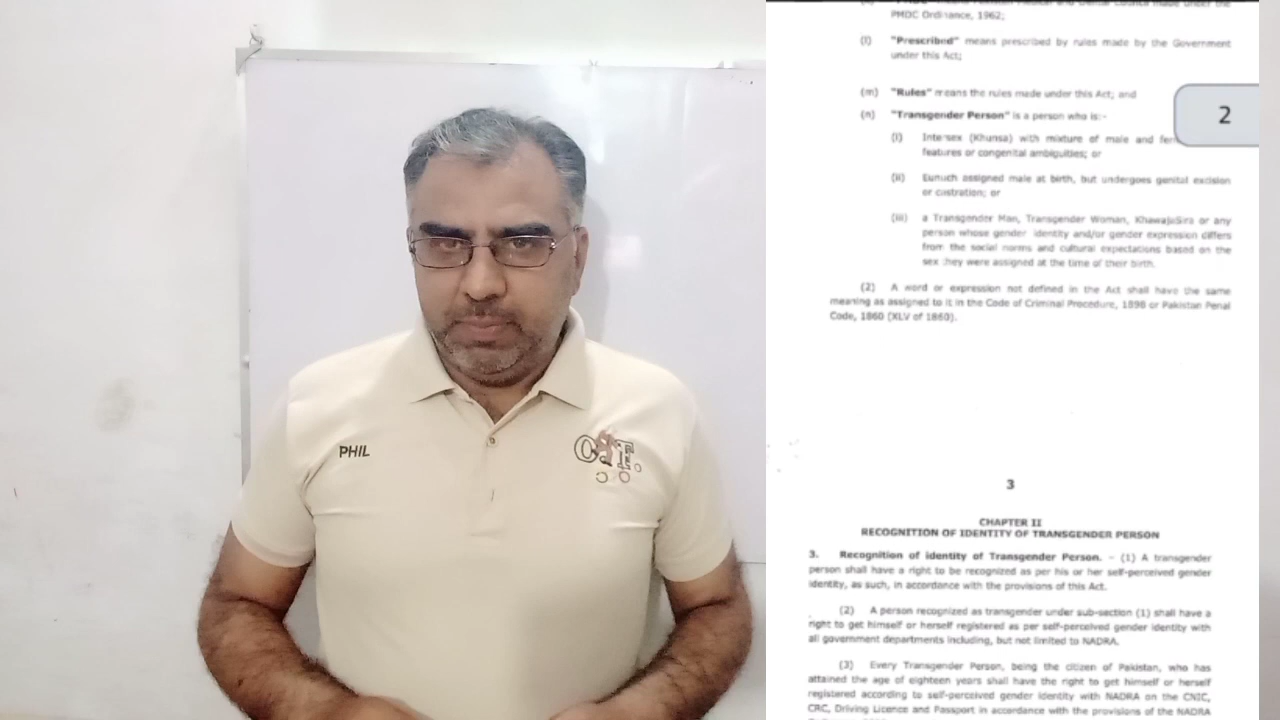 PHIL
PMDC Ordinance, 1962;
(l) "Prescribed" means prescribed by rules made by the Government
under this Act;
(m) "Rules" means the rules made under this Act; and
2
(n) "Transgender Person" is a person who is:-
(i) Intersex (Khunsa) with mixture of male and
features or congenital ambiguities; or
(ii) Eunuch assigned male at birth, but undergoes genital excision
or castration; or
(iii) a Transgender Man, Transgender Woman, KhawajaSira or any
person whose gender identity and/or gender expression differs
from the social norms and cultural expectations based on the
sex they were assigned at the time of their birth.
(2) A word or expression not defined in the Act shall have the same
meaning as assigned to it in the Code of Criminal Procedure, 1898 or Pakistan Penal
Code, 1860 (XLV of 1860).
3
CHAPTER II
RECOGNITION OF IDENTITY OF TRANSGENDER PERSON
3. Recognition of identity of Transgender Person. – (1) A transgender
person shall have a right to be recognized as per his or her self-perceived gender
identity, as such, in accordance with the provisions of this Act.
(2) A person recognized as transgender under sub-section (1) shall have a
right to get himself or herself registered as per self-perceived gender identity with
all government departments including, but not limited to NADRA.
(3) Every Transgender Person, being the citizen of Pakistan, who has
attained the age of eighteen years shall have the right to get himself or herself
registered according to self-perceived gender identity with NADRA on the CNIC,
CRC, Driving Licence and Passport in accordance with the provisions of the NADRA